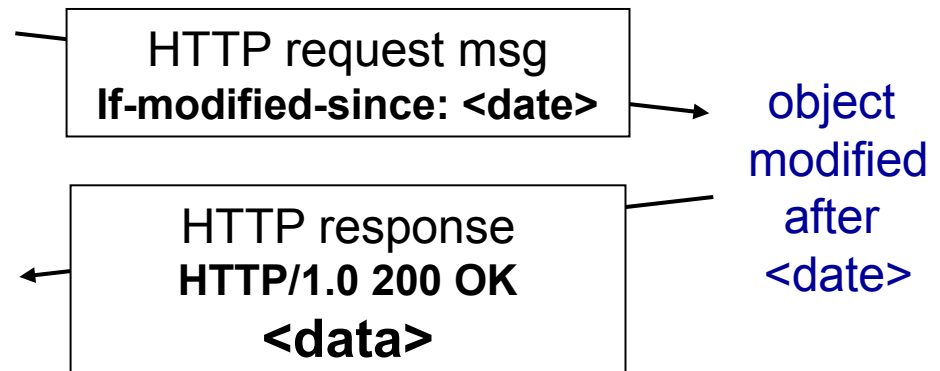 HTTP request msg
If-modified-since: <date>
object
modified
after
<date>
HTTP response
HTTP/1.0 200 OK
<data>